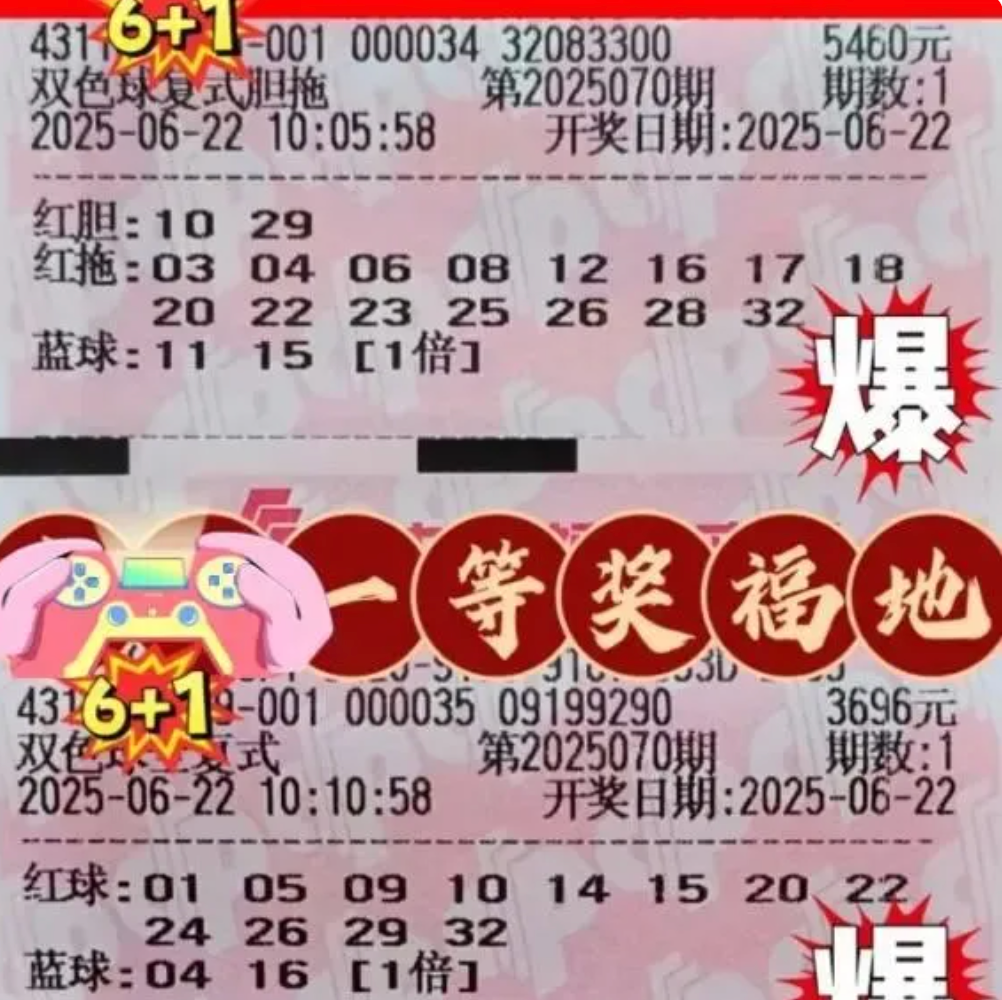 6+1
431 -001 000034 32083300 5460元
双色球复式胆拖 第2025070期 期数:1
2025-06-22 10:05:58 开奖日期:2025-06-22
红胆:10 29
红拖:03 04 06 08 12 16 17 18
20 22 23 25 26 28 32
蓝球:11 15 [1倍]
爆
一等奖福地
6+1
431 -001 000035 09199290 3696元
双色球 复式 第2025070期 期数:1
2025-06-22 10:10:58 开奖日期:2025-06-22
红球:01 05 09 10 14 15 20 22
24 26 29 32
蓝球:04 16 [1倍]
爆